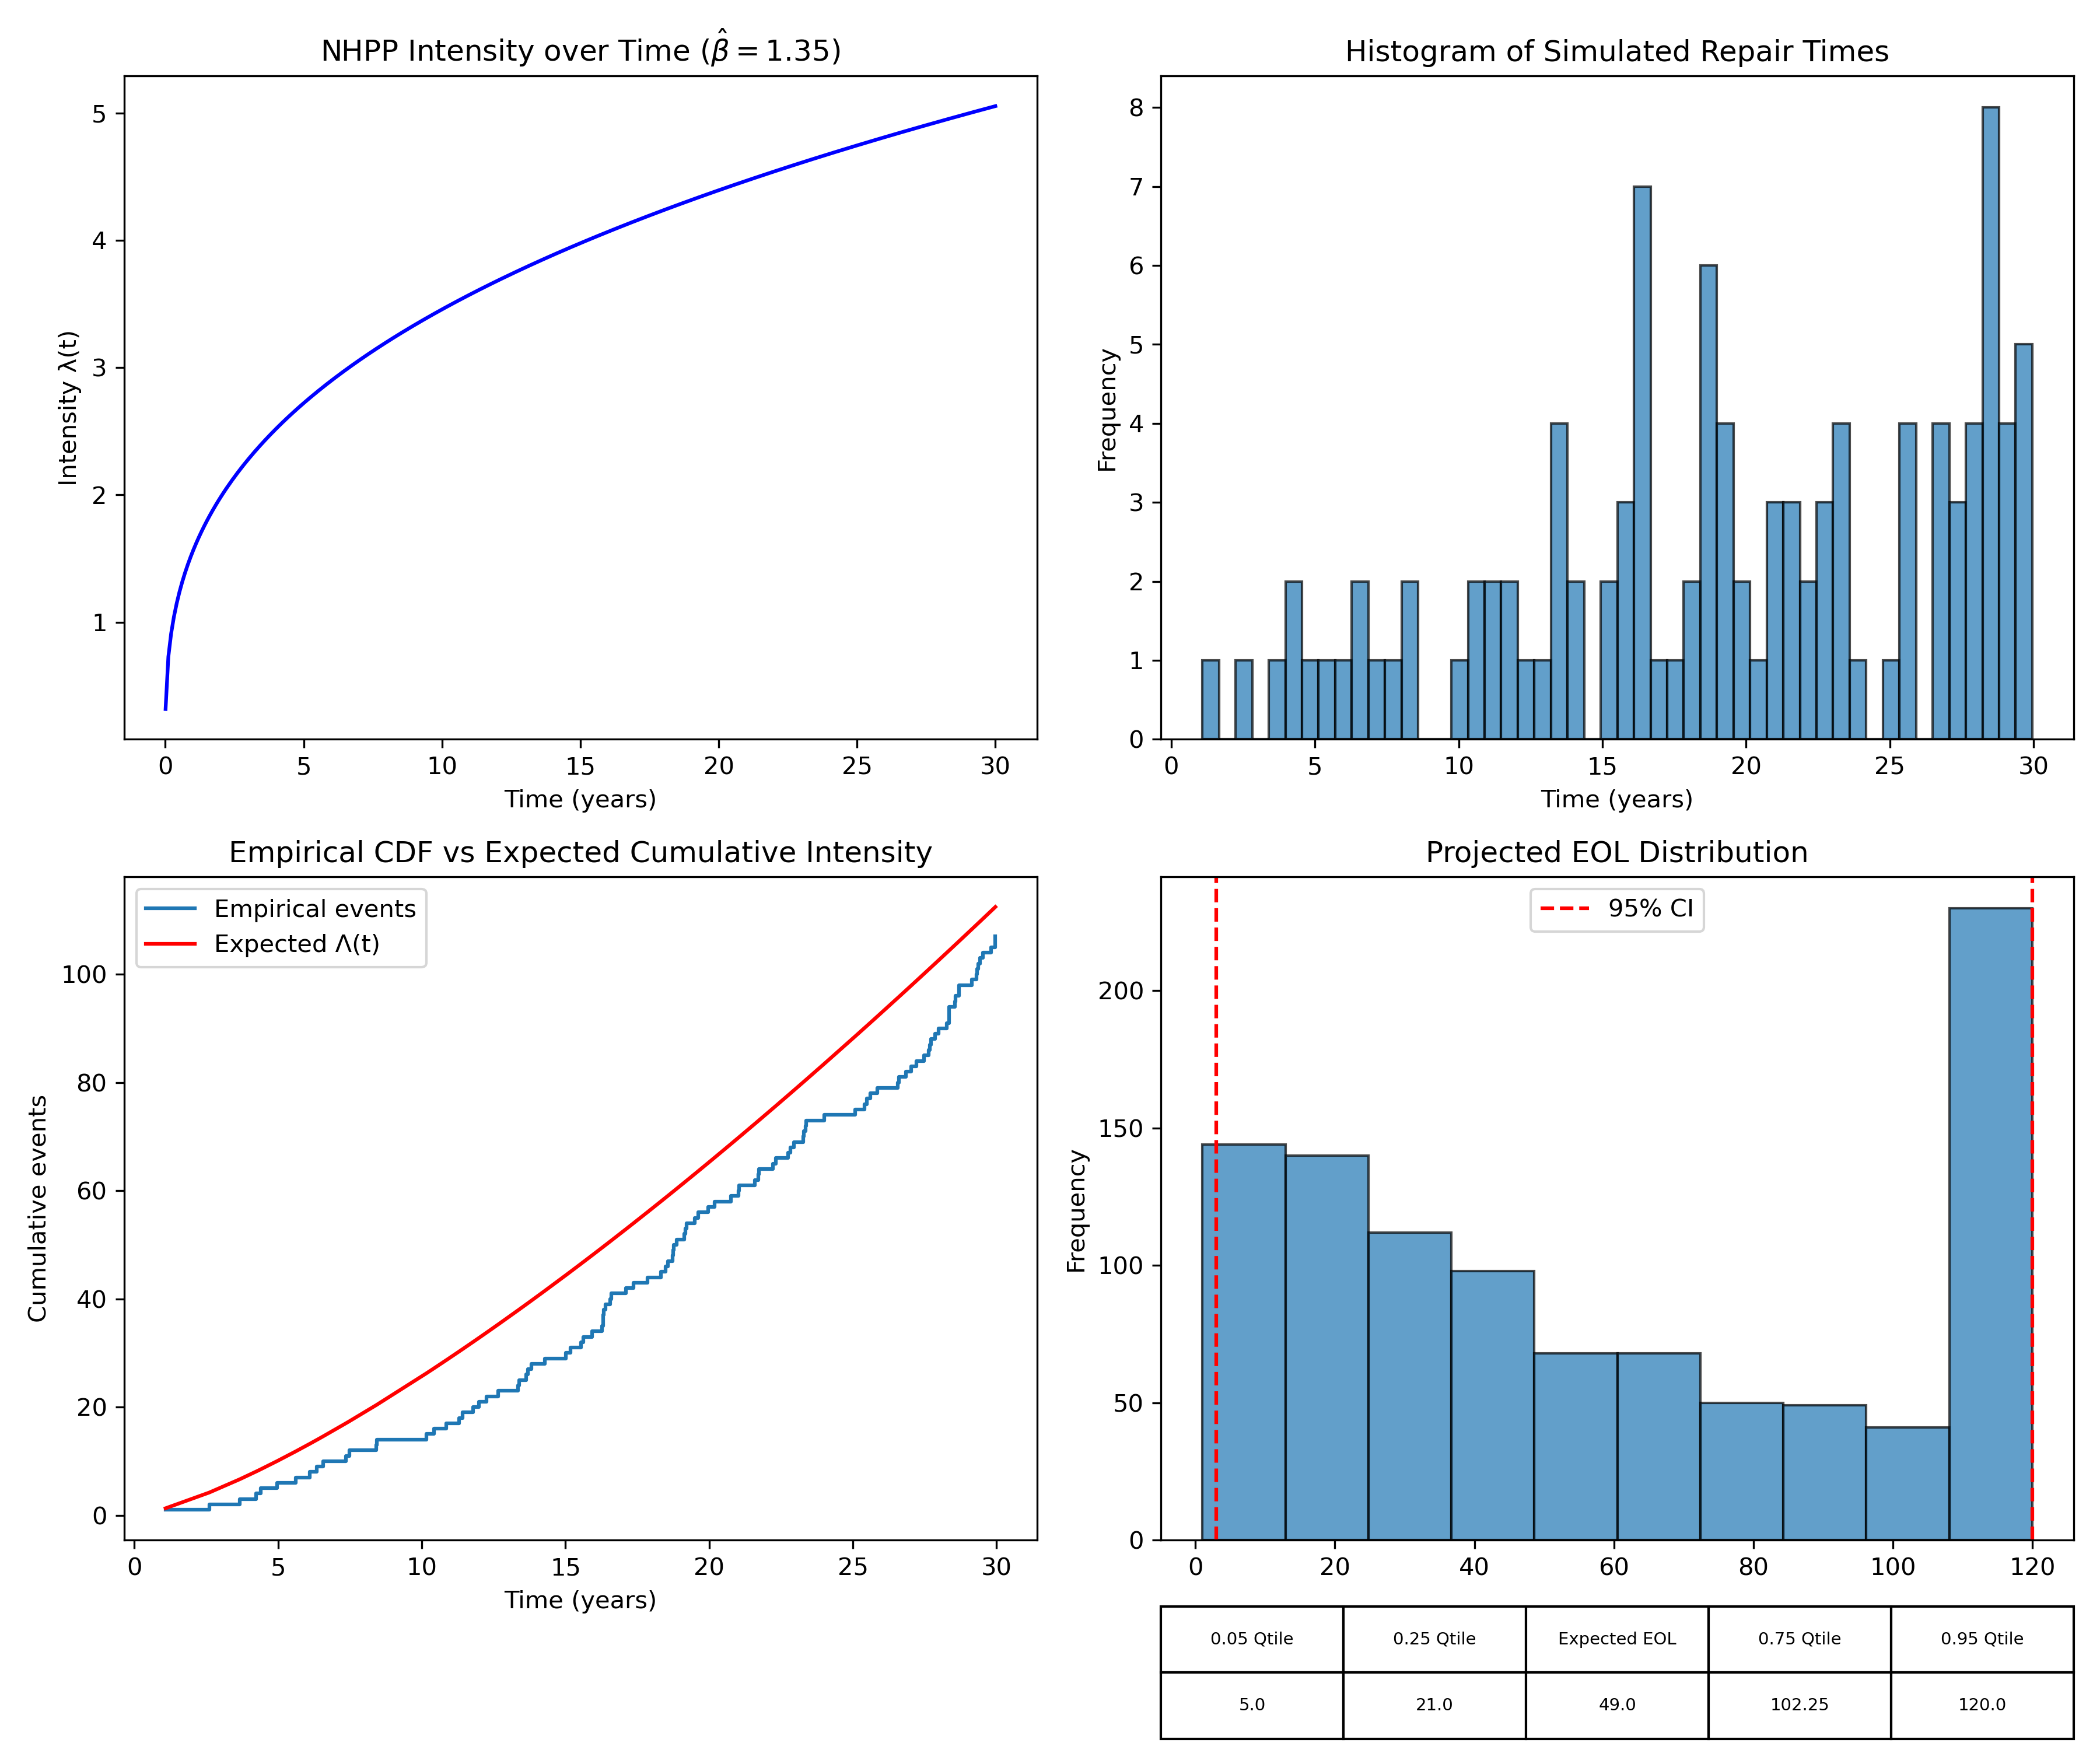 NHPP Intensity over Time (β̂ = 1.35)
Intensity λ(t)
5
4
3
2
1
0 5 10 15 20 25 30
Time (years)
Histogram of Simulated Repair Times
Frequency
8
7
6
5
4
3
2
1
0
0 5 10 15 20 25 30
Time (years)
Empirical CDF vs Expected Cumulative Intensity
Empirical events
Expected Λ(t)
Cumulative events
100
80
60
40
20
0
0 5 10 15 20 25 30
Time (years)
Projected EOL Distribution
95% CI
Frequency
200
150
100
50
0
0 20 40 60 80 100 120
0.05 Qtile 0.25 Qtile Expected EOL 0.75 Qtile 0.95 Qtile
5.0 21.0 49.0 102.25 120.0